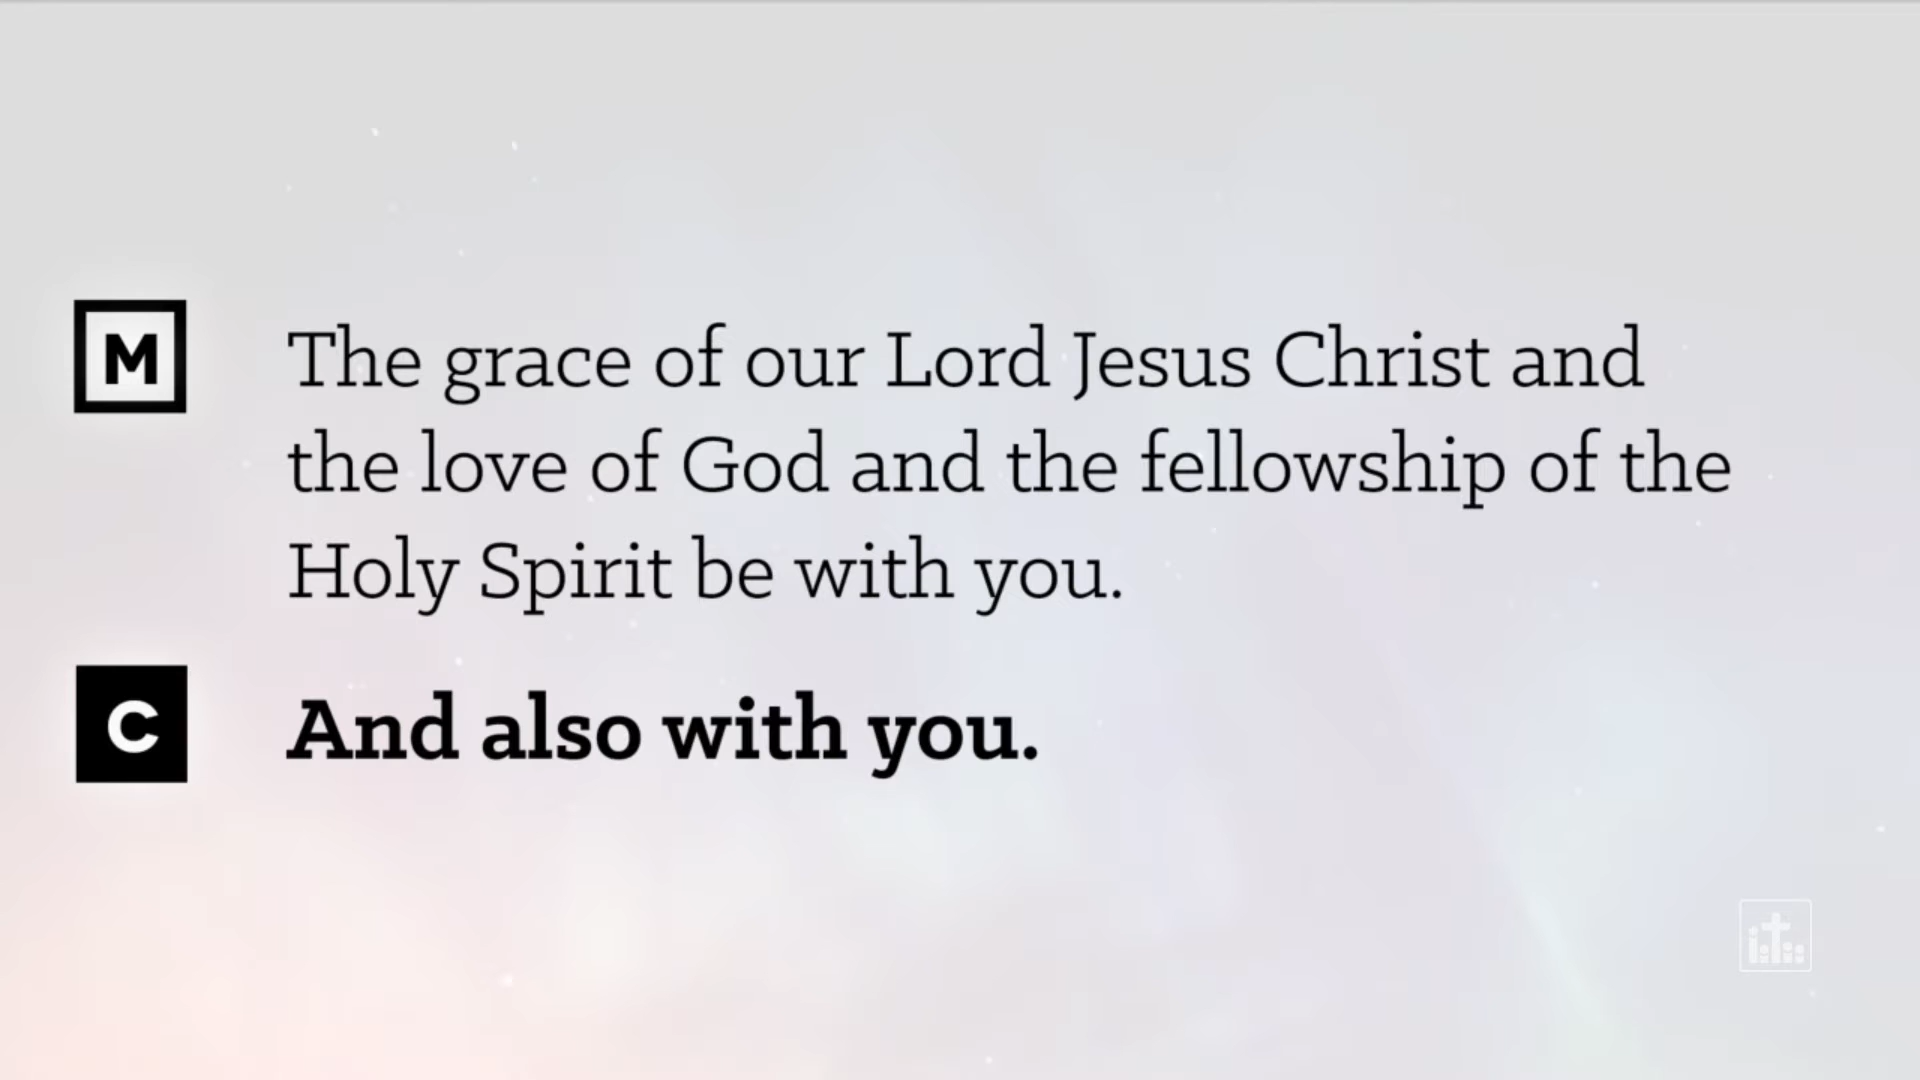 M The grace of our Lord Jesus Christ and
the love of God and the fellowship of the
Holy Spirit be with you.
C And also with you.